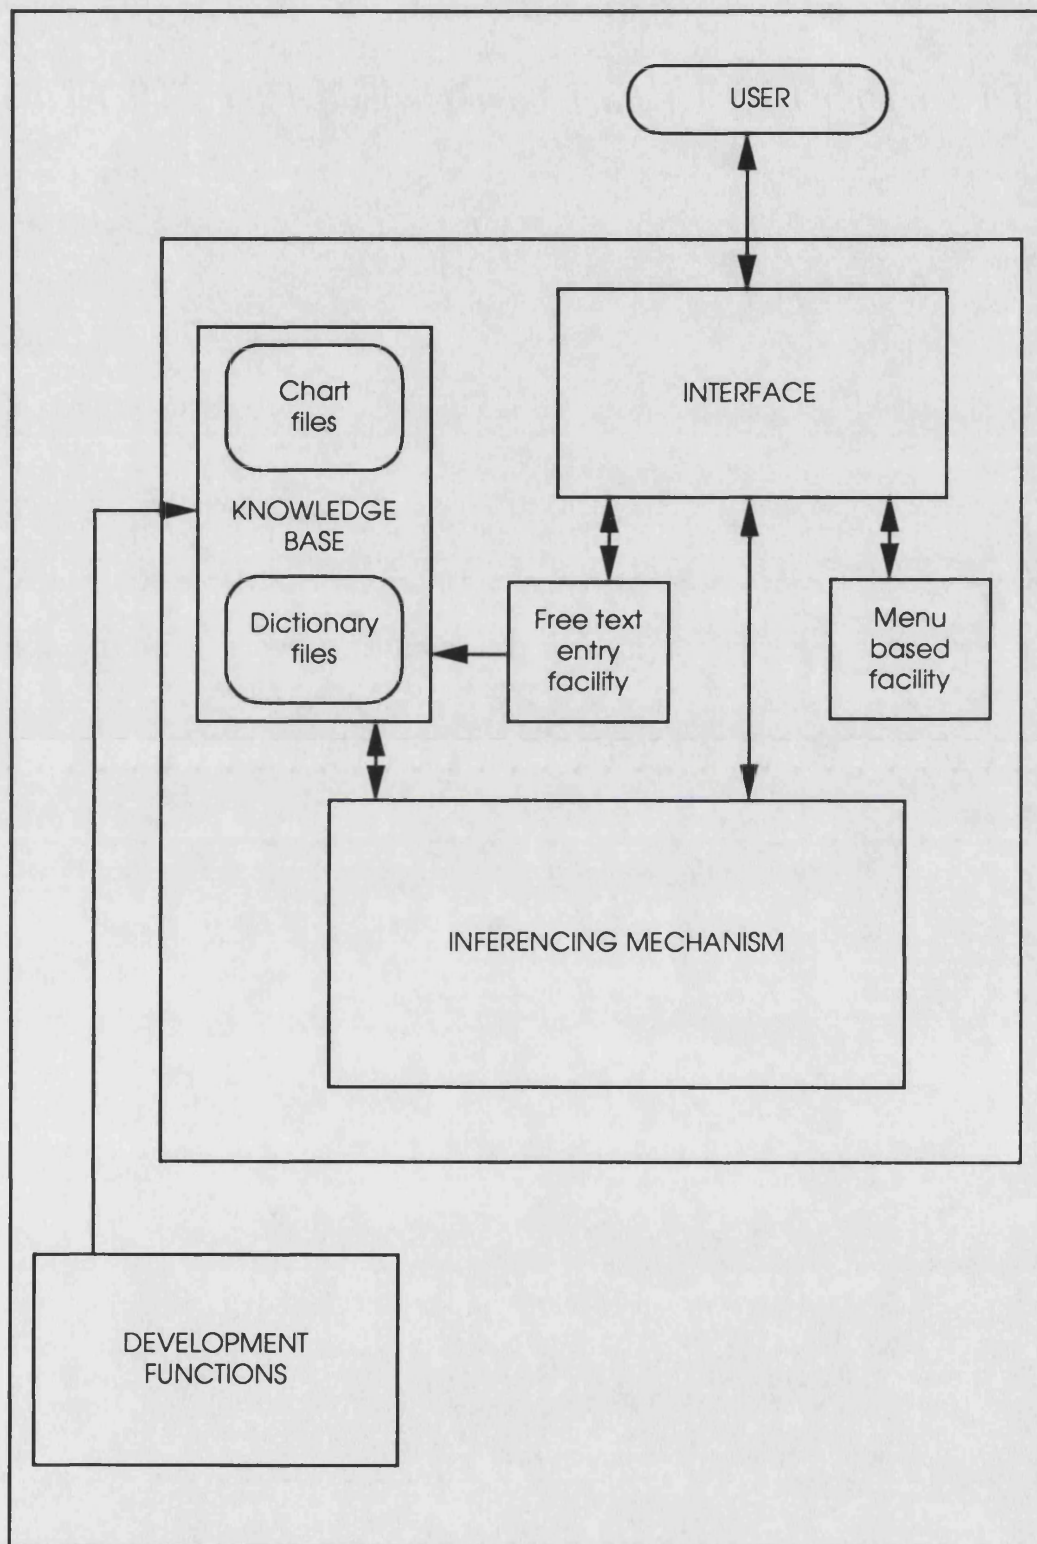 USER
INTERFACE
Chart
files
KNOWLEDGE
BASE
Dictionary
files
Free text
entry
facility
Menu
based
facility
INFERENCING MECHANISM
DEVELOPMENT
FUNCTIONS